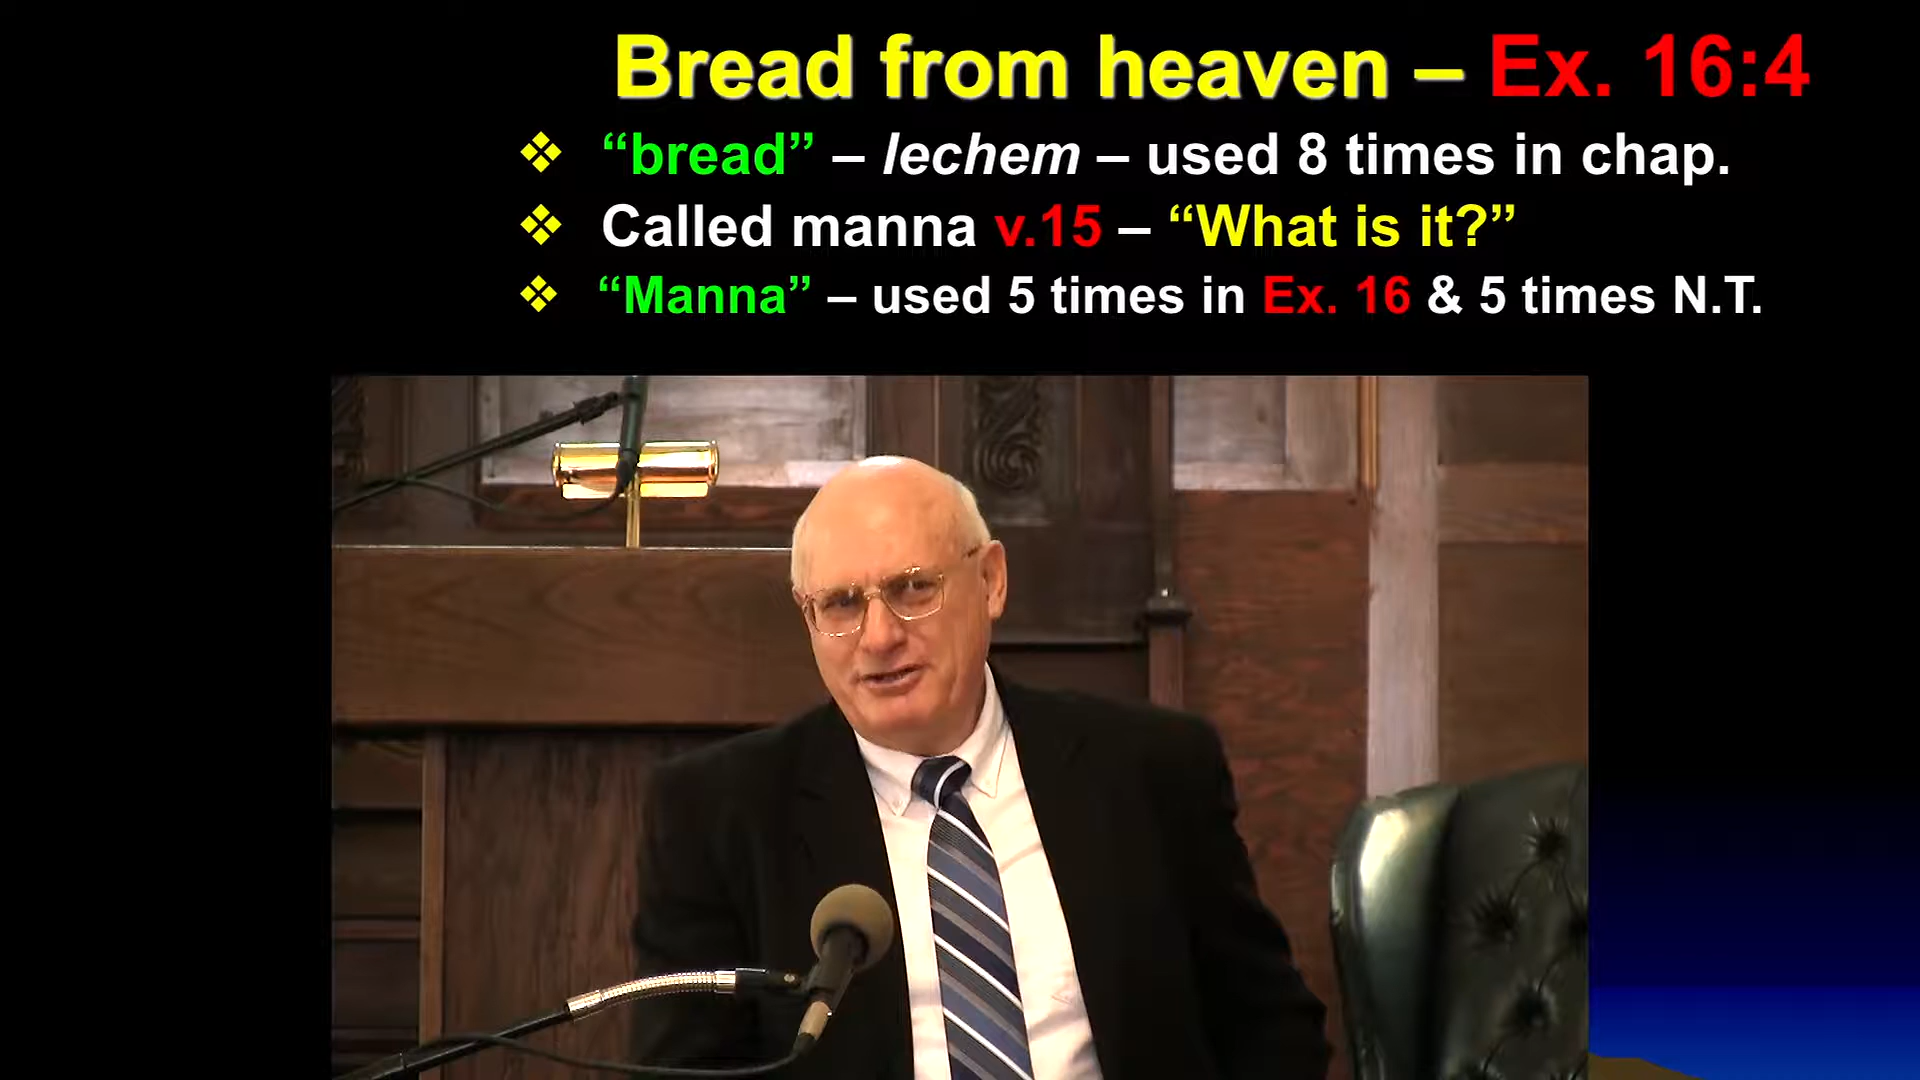 Bread from heaven – Ex. 16:4
❖ “bread” – lechem – used 8 times in chap.
❖ Called manna v.15 – “What is it?”
❖ “Manna” – used 5 times in Ex. 16 & 5 times N.T.